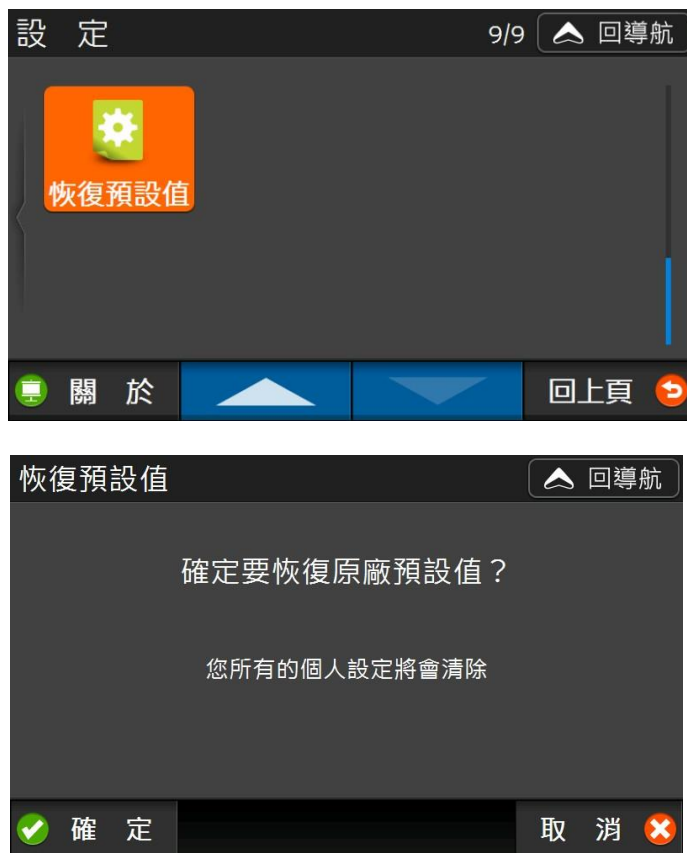 設 定 9/9 回導航
恢復預設值
關 於 回上頁
恢復預設值 回導航
確定要恢復原廠預設值？
您所有的個人設定將會清除
確 定 取 消